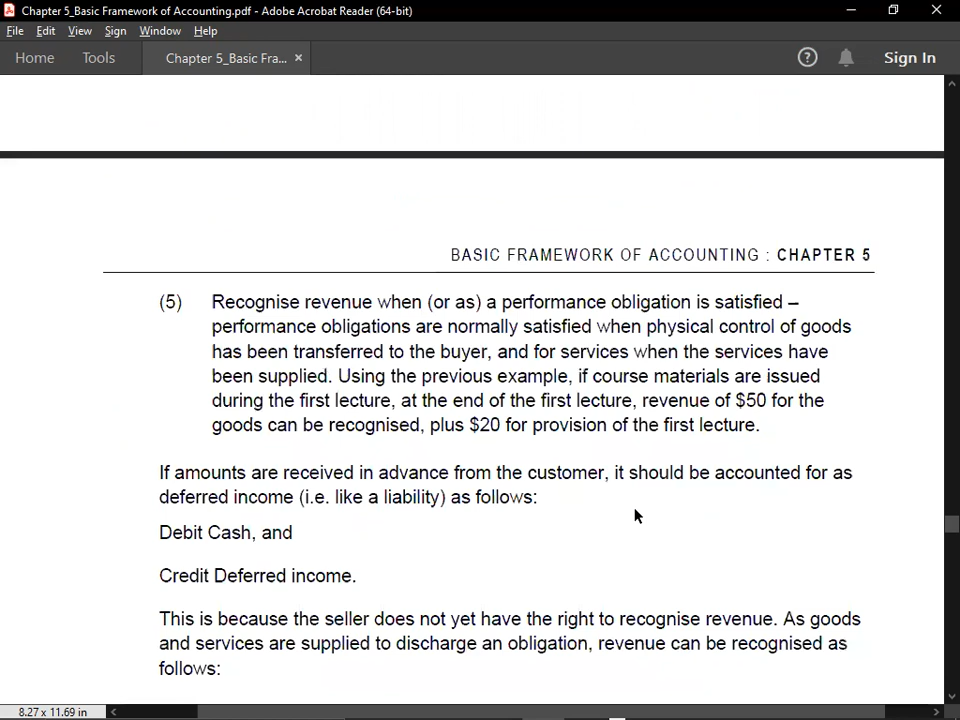 Chapter 5_Basic Framework of Accounting.pdf - Adobe Acrobat Reader (64-bit)
File Edit View Sign Window Help
Home Tools Chapter 5_Basic Fra... × Sign In
BASIC FRAMEWORK OF ACCOUNTING : CHAPTER 5
(5) Recognise revenue when (or as) a performance obligation is satisfied –
performance obligations are normally satisfied when physical control of goods
has been transferred to the buyer, and for services when the services have
been supplied. Using the previous example, if course materials are issued
during the first lecture, at the end of the first lecture, revenue of $50 for the
goods can be recognised, plus $20 for provision of the first lecture.
If amounts are received in advance from the customer, it should be accounted for as
deferred income (i.e. like a liability) as follows:
Debit Cash, and
Credit Deferred income.
This is because the seller does not yet have the right to recognise revenue. As goods
and services are supplied to discharge an obligation, revenue can be recognised as
follows:
8.27 x 11.69 in